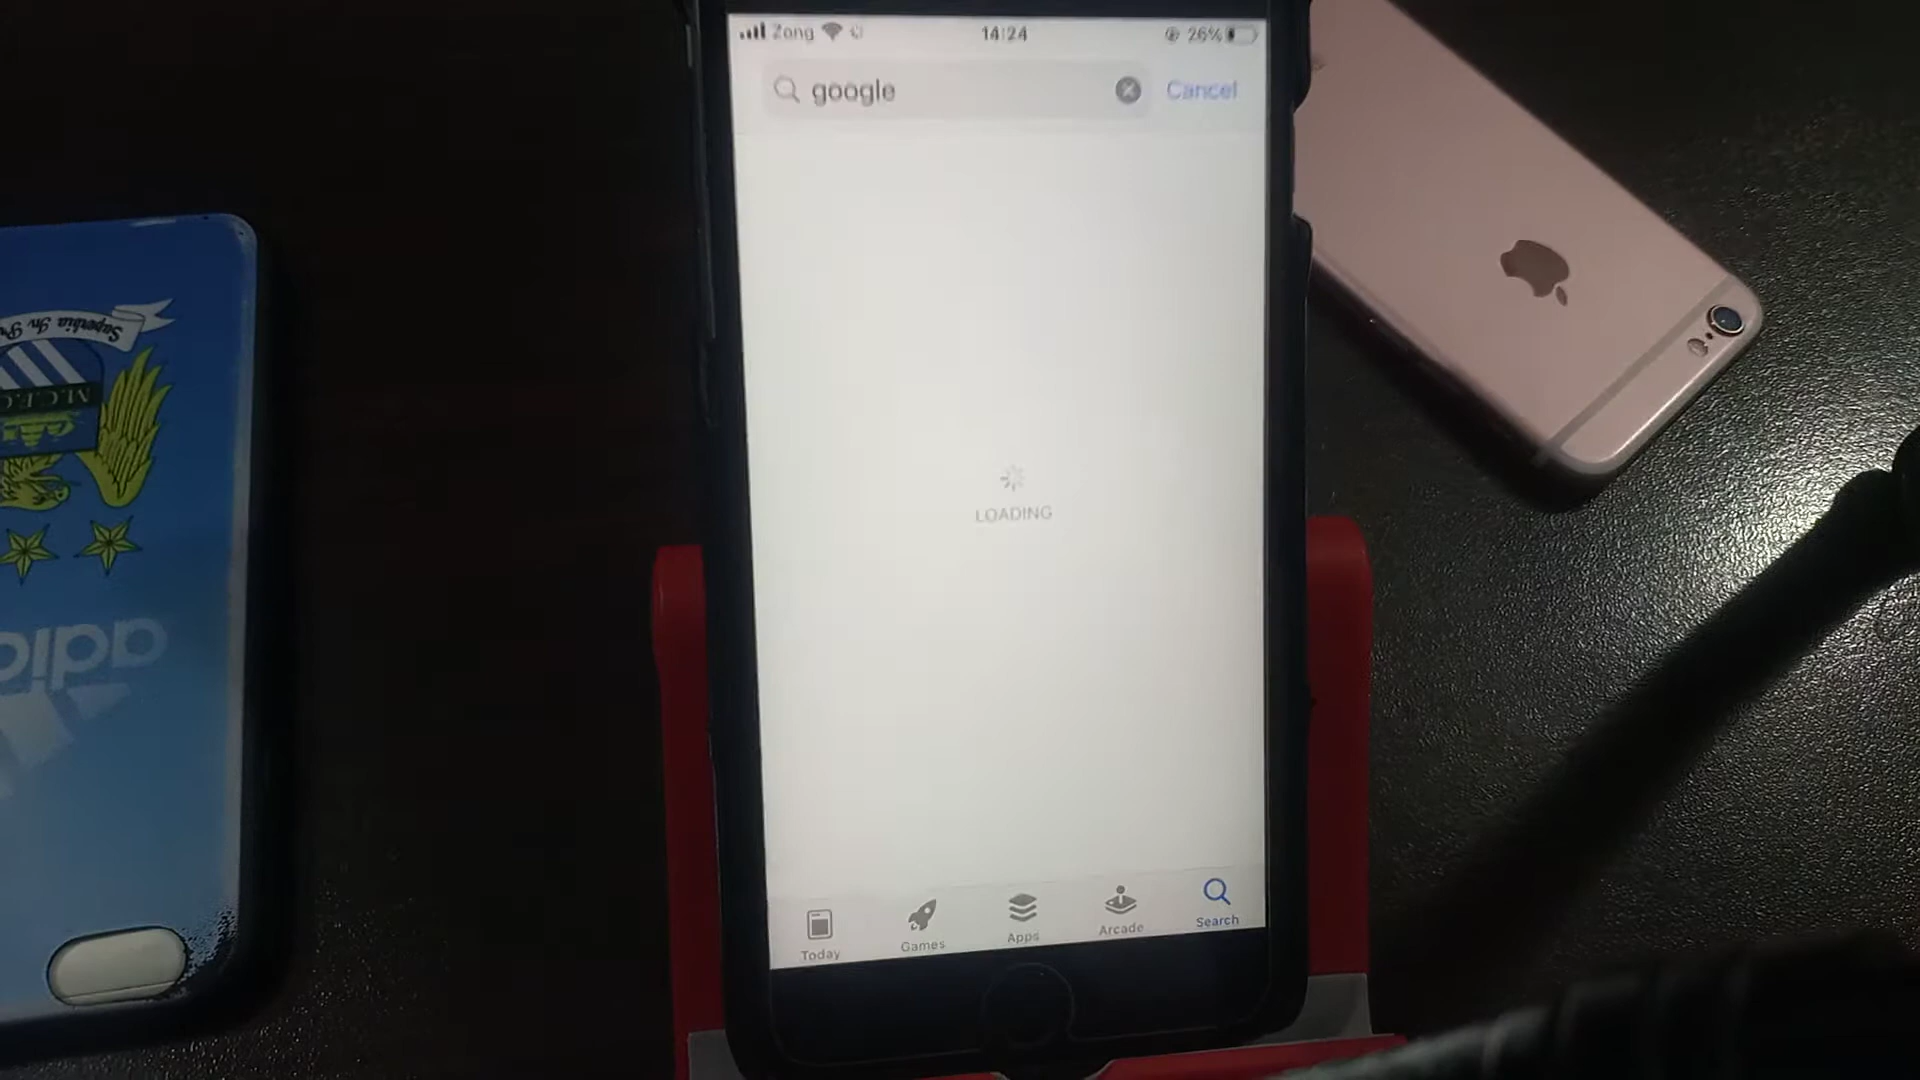 Zong
14:24
26%
google
Cancel
LOADING
Today
Games
Apps
Arcade
Search
M.C.F.C